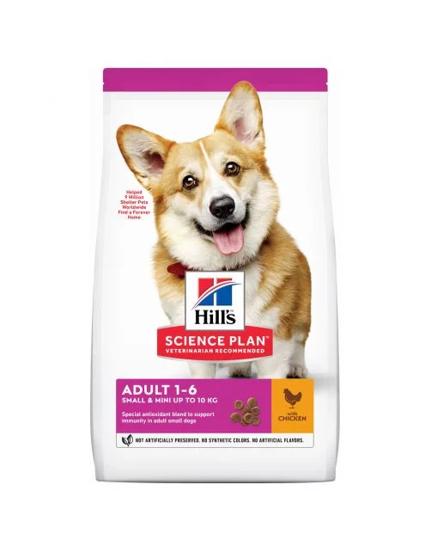 Helped
9 Million
Shelter Pets
Worldwide
Find a Forever
Home
Hill's
SCIENCE PLAN™
VETERINARIAN RECOMMENDED
ADULT 1-6
SMALL & MINI UP TO 10 KG
Special antioxidant blend to support
immunity in adult small dogs
with
CHICKEN
NOT ARTIFICIALLY PRESERVED. NO SYNTHETIC COLORS. NO ARTIFICIAL FLAVORS.